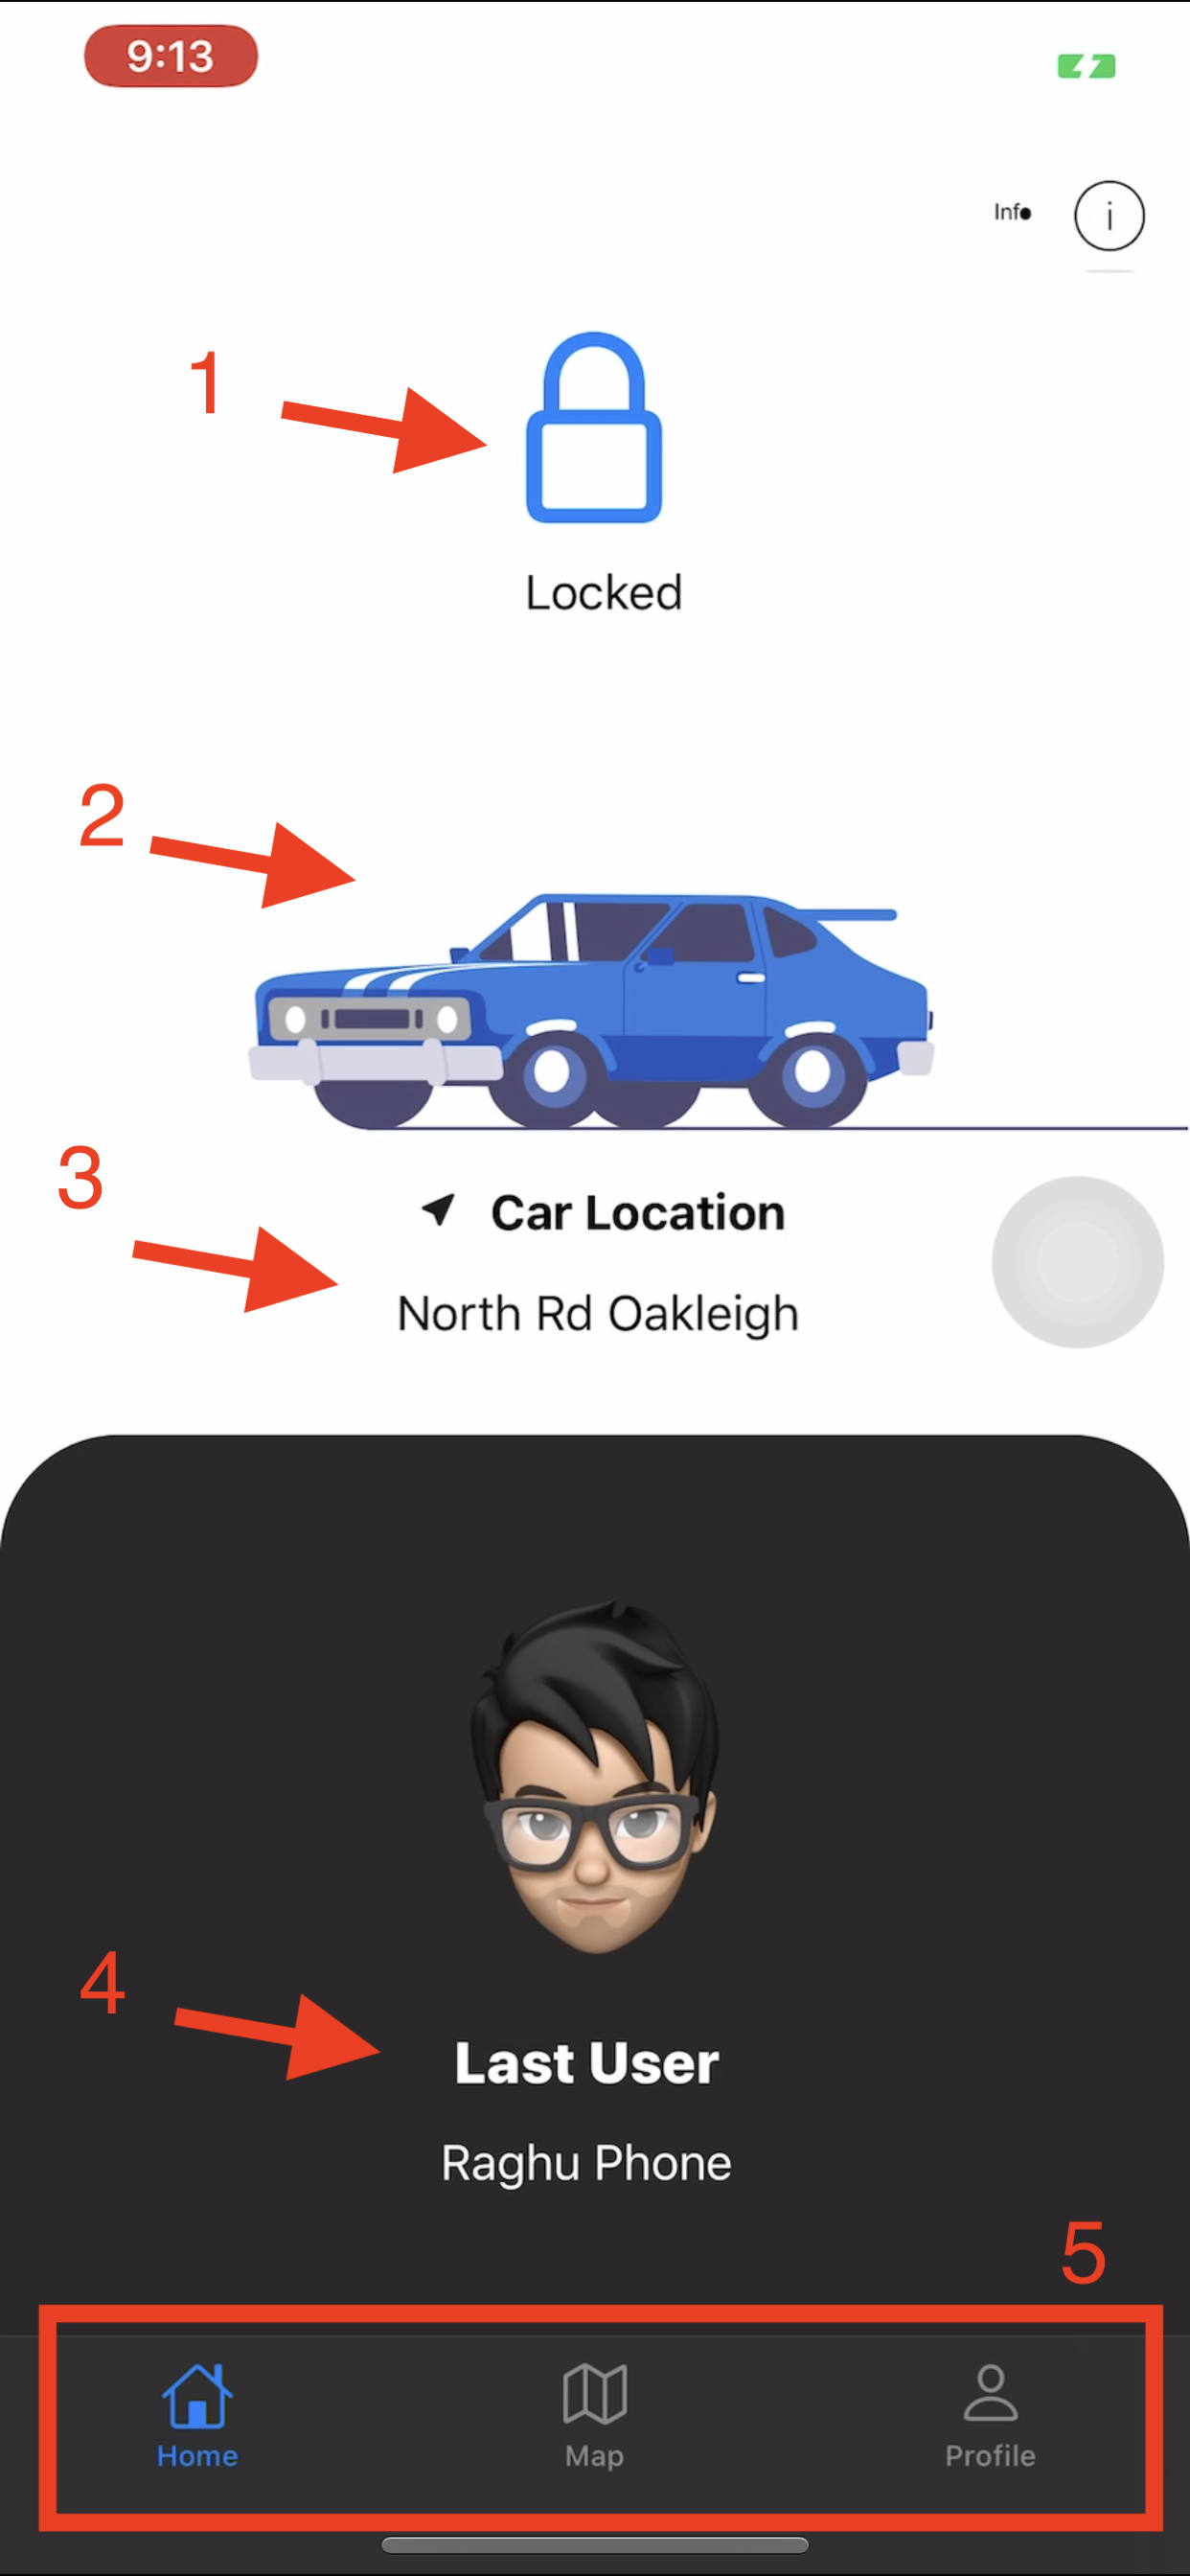 9:13
Info
i
1
Locked
2
3
Car Location
North Rd Oakleigh
4
Last User
Raghu Phone
5
Home
Map
Profile